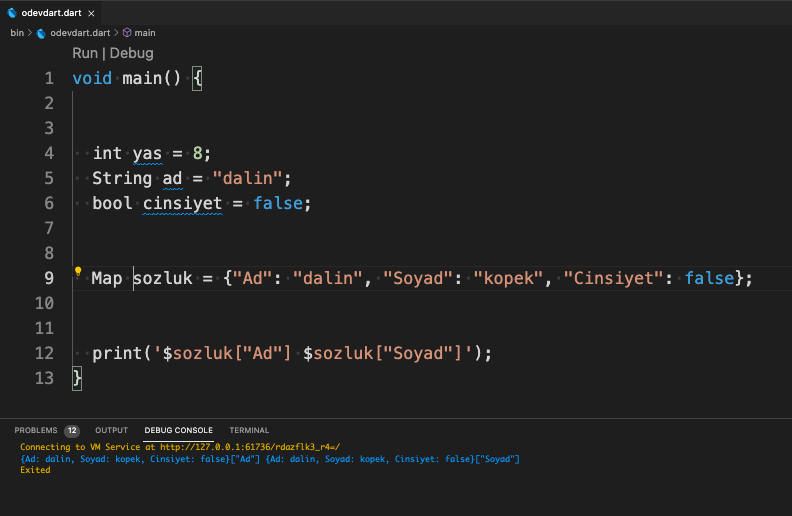 odevdart.dart ×
bin > odevdart.dart > main
Run | Debug
1 void main() {
2
3
4 int yas = 8;
5 String ad = "dalin";
6 bool cinsiyet = false;
7
8
9 Map sozluk = {"Ad": "dalin", "Soyad": "kopek", "Cinsiyet": false};
10
11
12 print('$sozluk["Ad"] $sozluk["Soyad"]');
13 }
PROBLEMS 12 OUTPUT DEBUG CONSOLE TERMINAL
Connecting to VM Service at http://127.0.0.1:61736/rdazflk3_r4=/
{Ad: dalin, Soyad: kopek, Cinsiyet: false}["Ad"] {Ad: dalin, Soyad: kopek, Cinsiyet: false}["Soyad"]
Exited